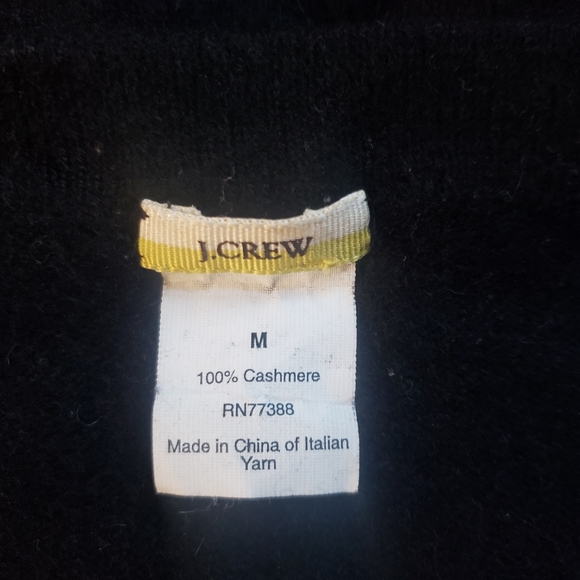 J.CREW
M
100% Cashmere
RN77388
Made in China of Italian
Yarn